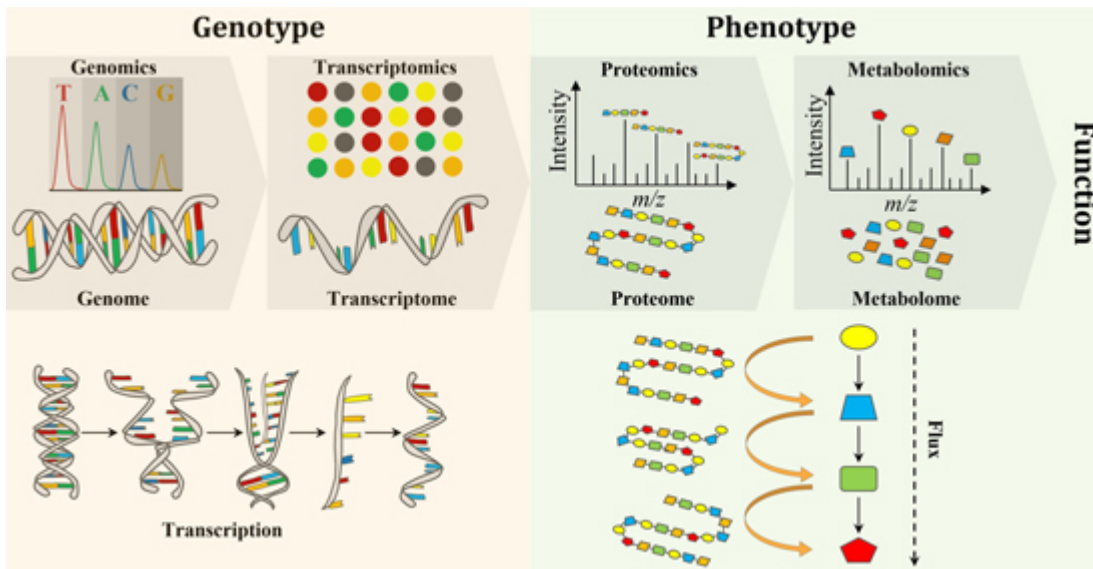 Genotype
Phenotype
Genomics
T A C G
Transcriptomics
Proteomics
Intensity
m/z
Metabolomics
Intensity
m/z
Function
Genome
Transcriptome
Proteome
Metabolome
Transcription
Flux